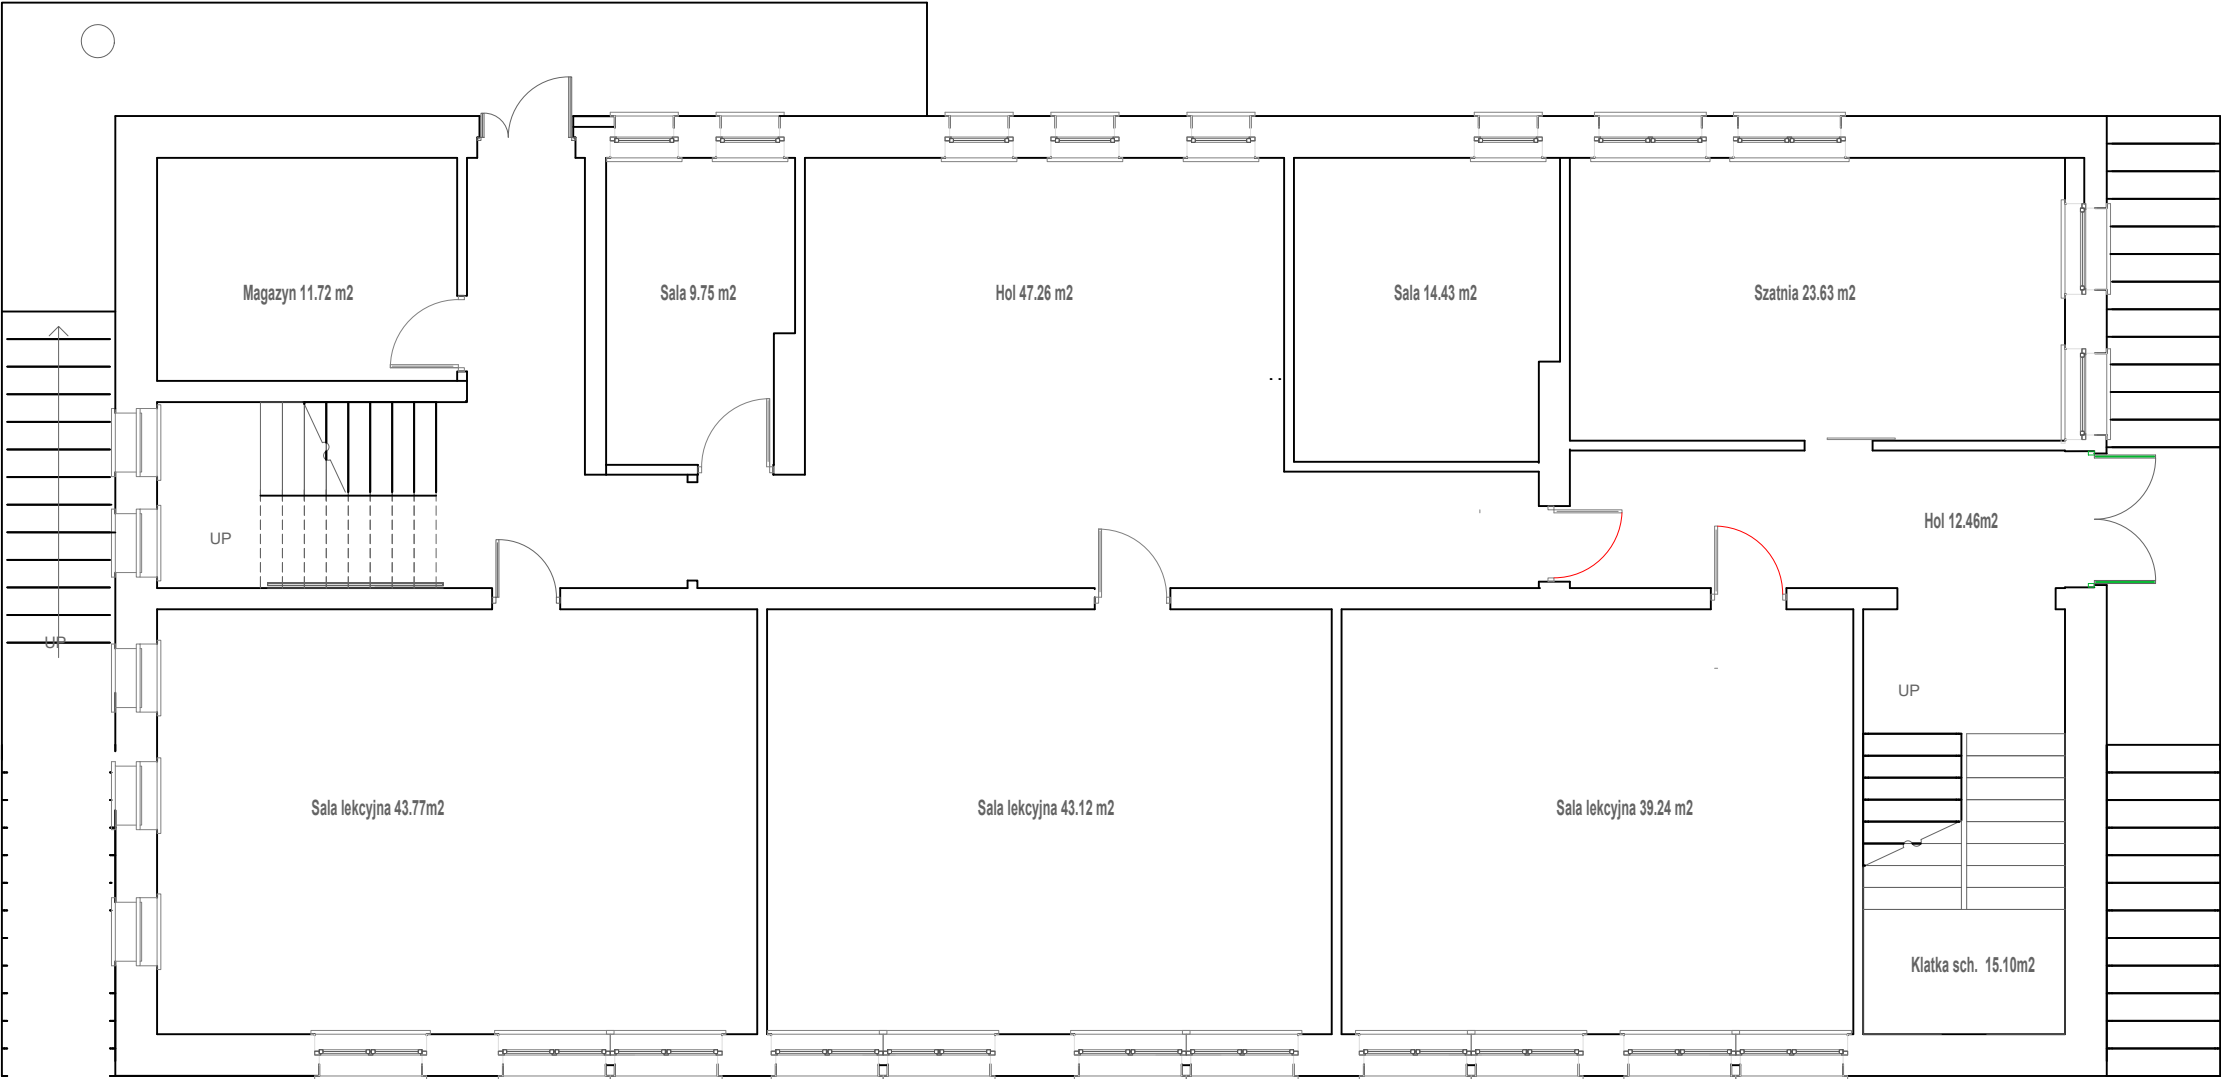 Magazyn 11.72 m2
Sala 9.75 m2
Hol 47.26 m2
Sala 14.43 m2
Szatnia 23.63 m2
Hol 12.46m2
UP
UP
UP
Sala lekcyjna 43.77m2
Sala lekcyjna 43.12 m2
Sala lekcyjna 39.24 m2
Klatka sch. 15.10m2